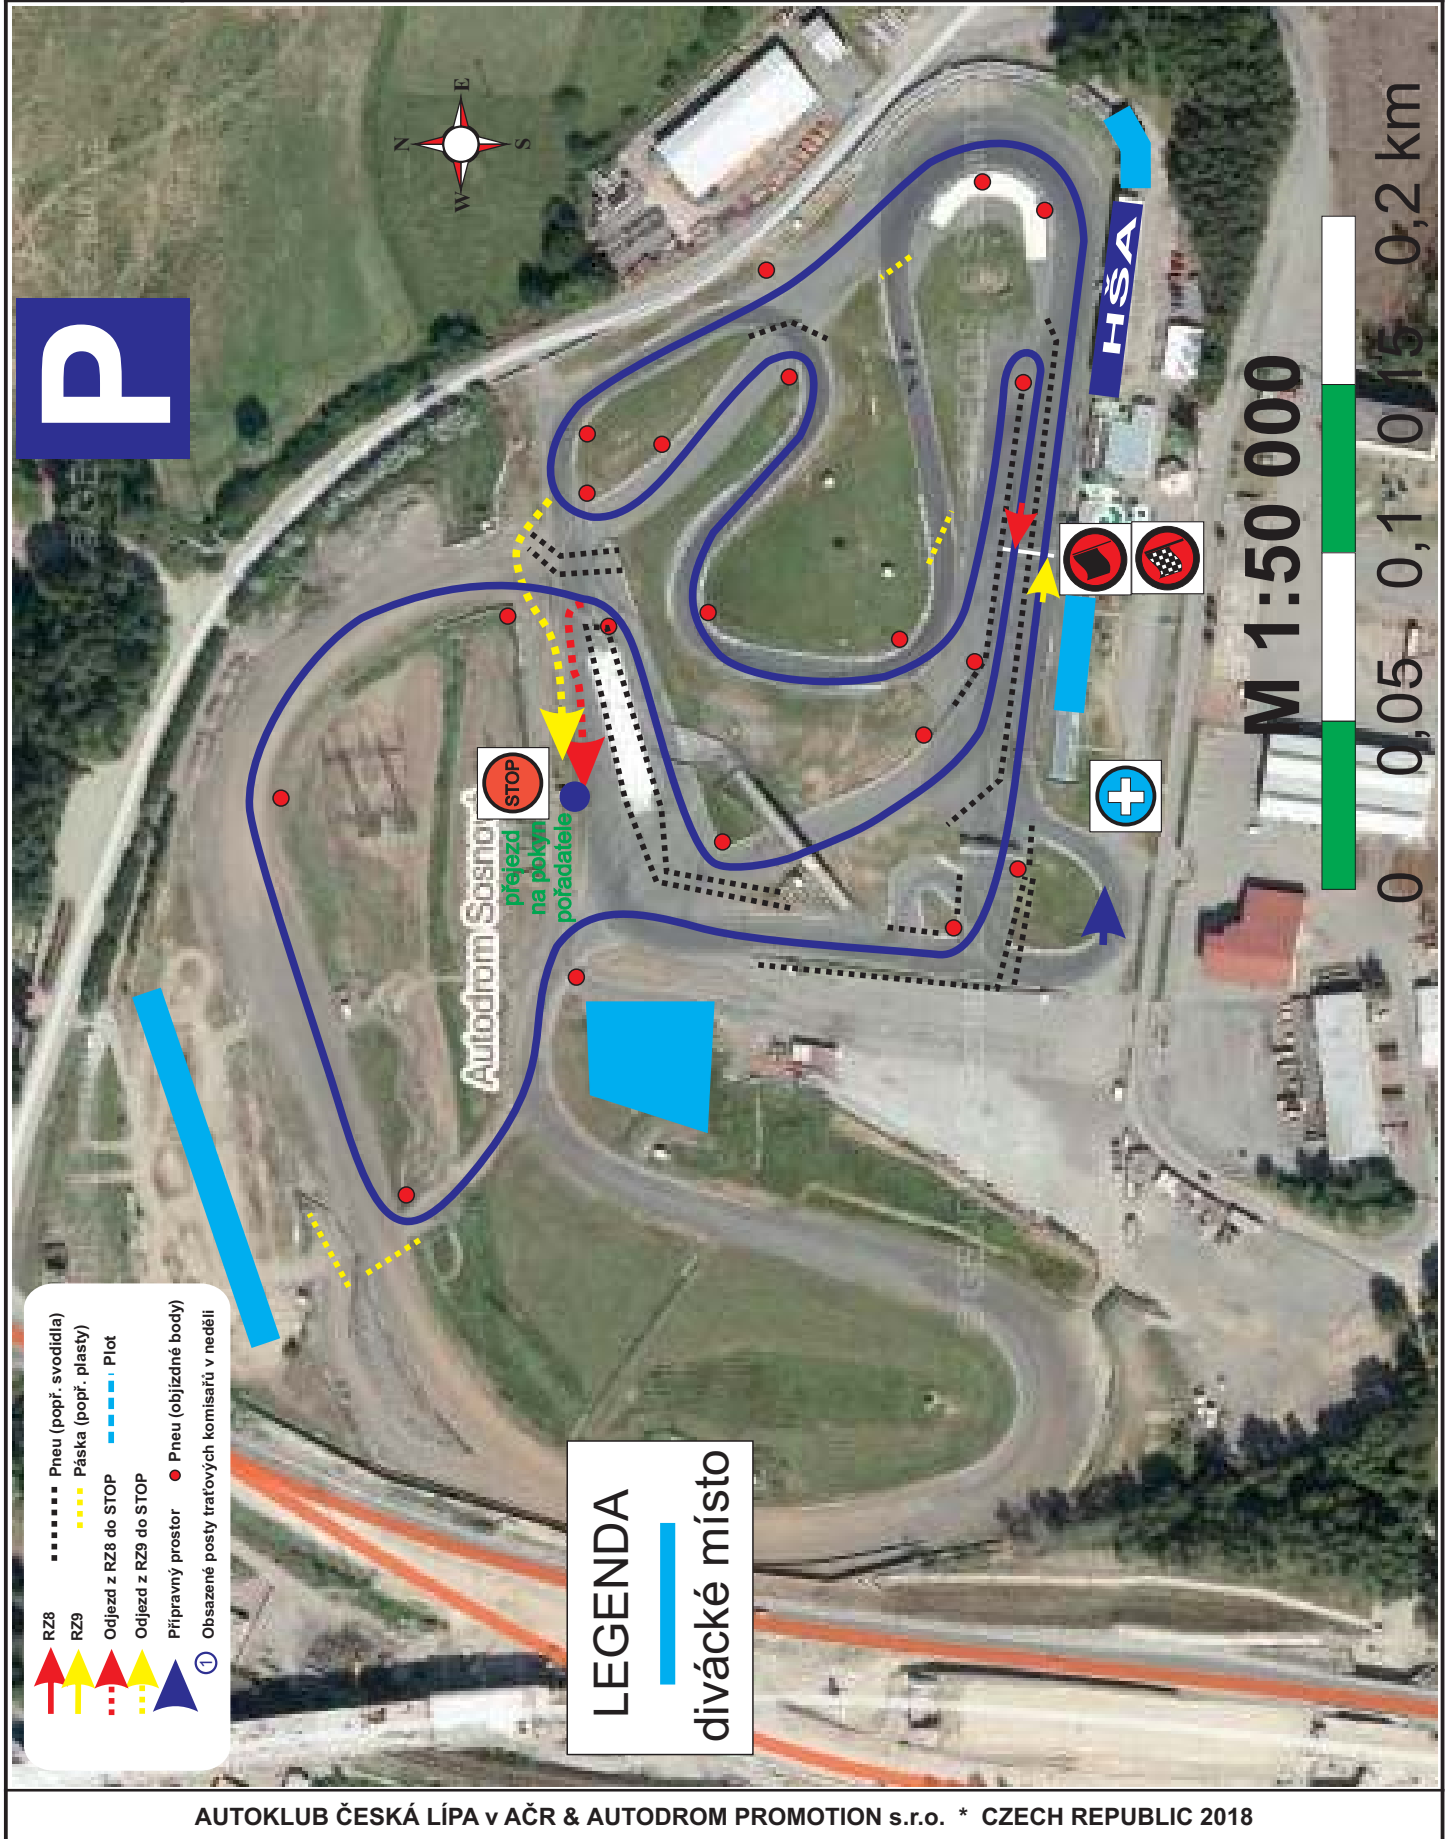 P
N
E
S
W
HŠA
M 1:50 000
0 0,05 0,1 0,15 0,2 km
STOP
přejezd
na pokyn
pořadatele
Autodrom Sosnová
RZ8
RZ9
Odjezd z RZ8 do STOP
Odjezd z RZ9 do STOP
Přípravný prostor
1 Obsazené posty traťových komisařů v neděli
Pneu (popř. svodidla)
Páska (popř. plasty)
Plot
Pneu (objízdné body)
LEGENDA
divácké místo
AUTOKLUB ČESKÁ LÍPA v AČR & AUTODROM PROMOTION s.r.o. * CZECH REPUBLIC 2018